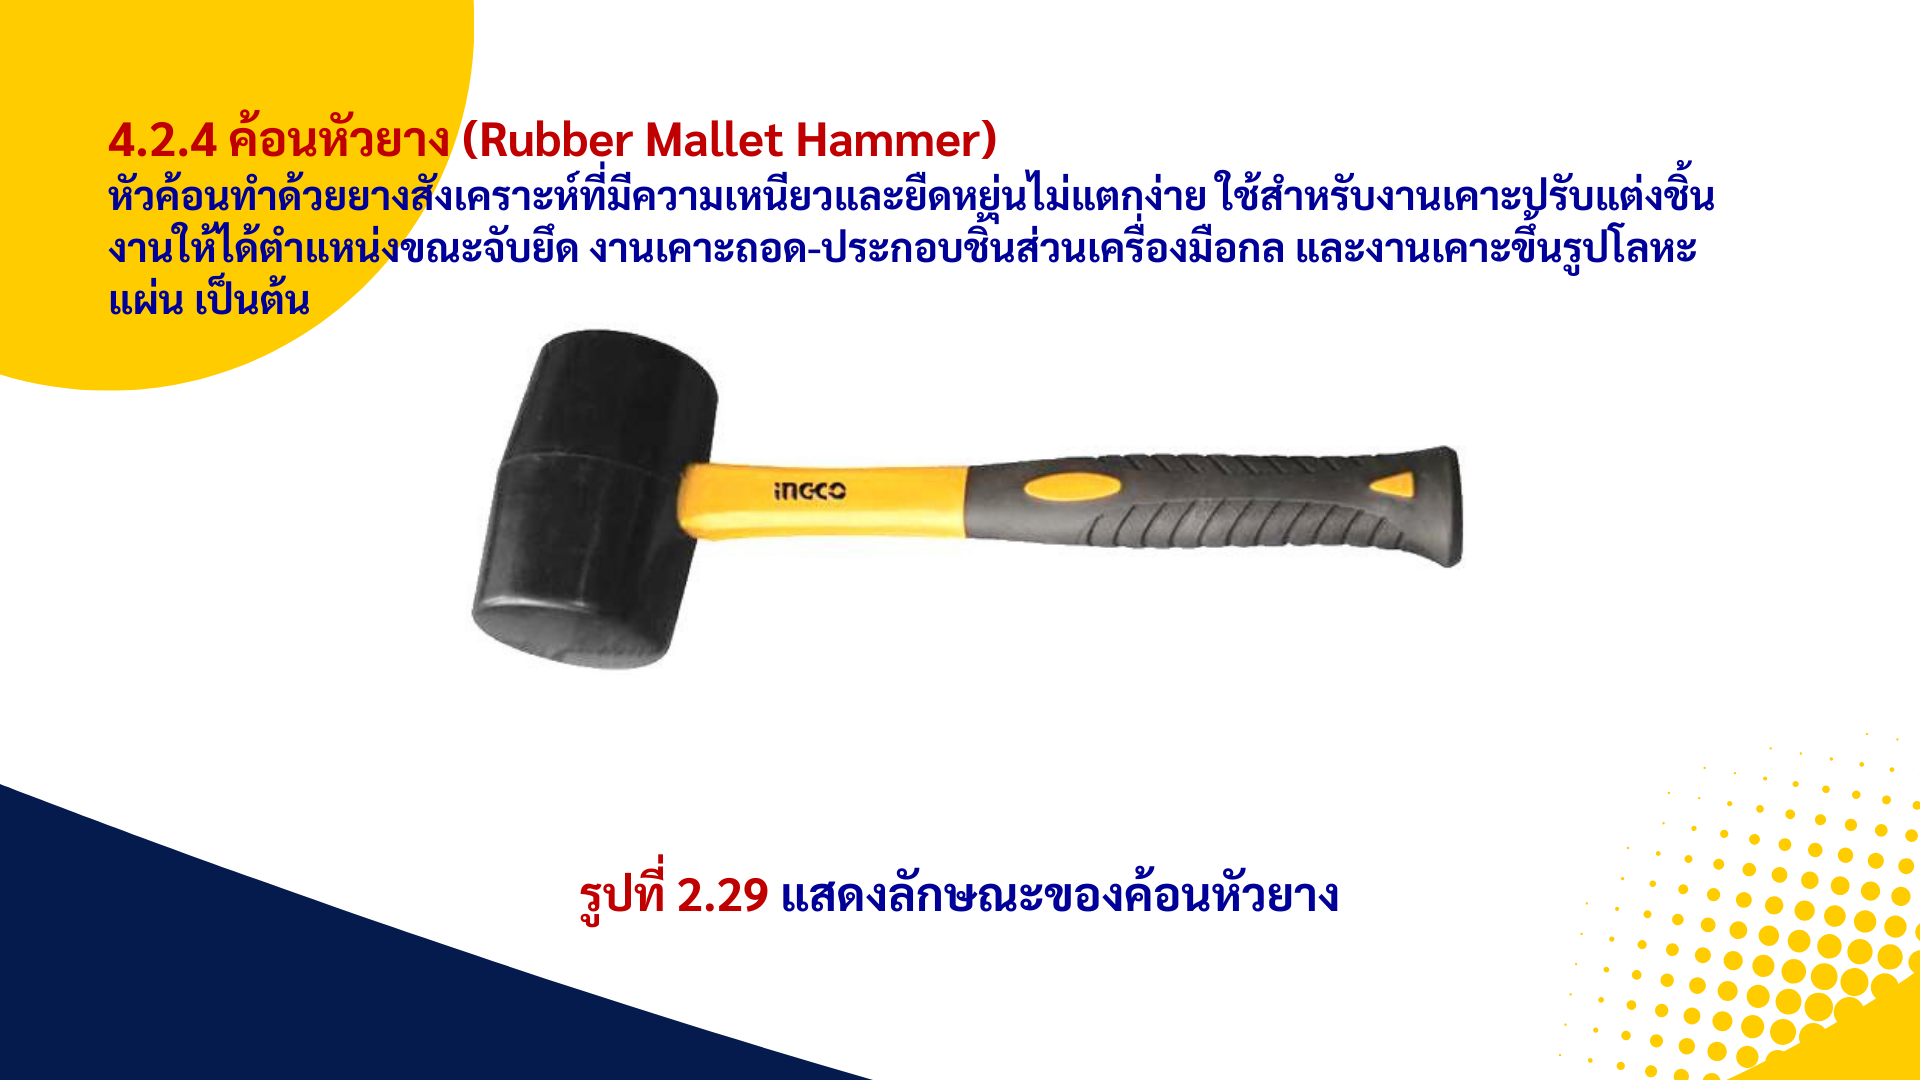 4.2.4 ค้อนหัวยาง (Rubber Mallet Hammer)
หัวค้อนทำด้วยยางสังเคราะห์ที่มีความเหนียวและยืดหยุ่นไม่แตกง่าย ใช้สำหรับงานเคาะปรับแต่งชิ้น
งานให้ได้ตำแหน่งขณะจับยึด งานเคาะถอด-ประกอบชิ้นส่วนเครื่องมือกล และงานเคาะขึ้นรูปโลหะ
แผ่น เป็นต้น
INGCO
รูปที่ 2.29 แสดงลักษณะของค้อนหัวยาง